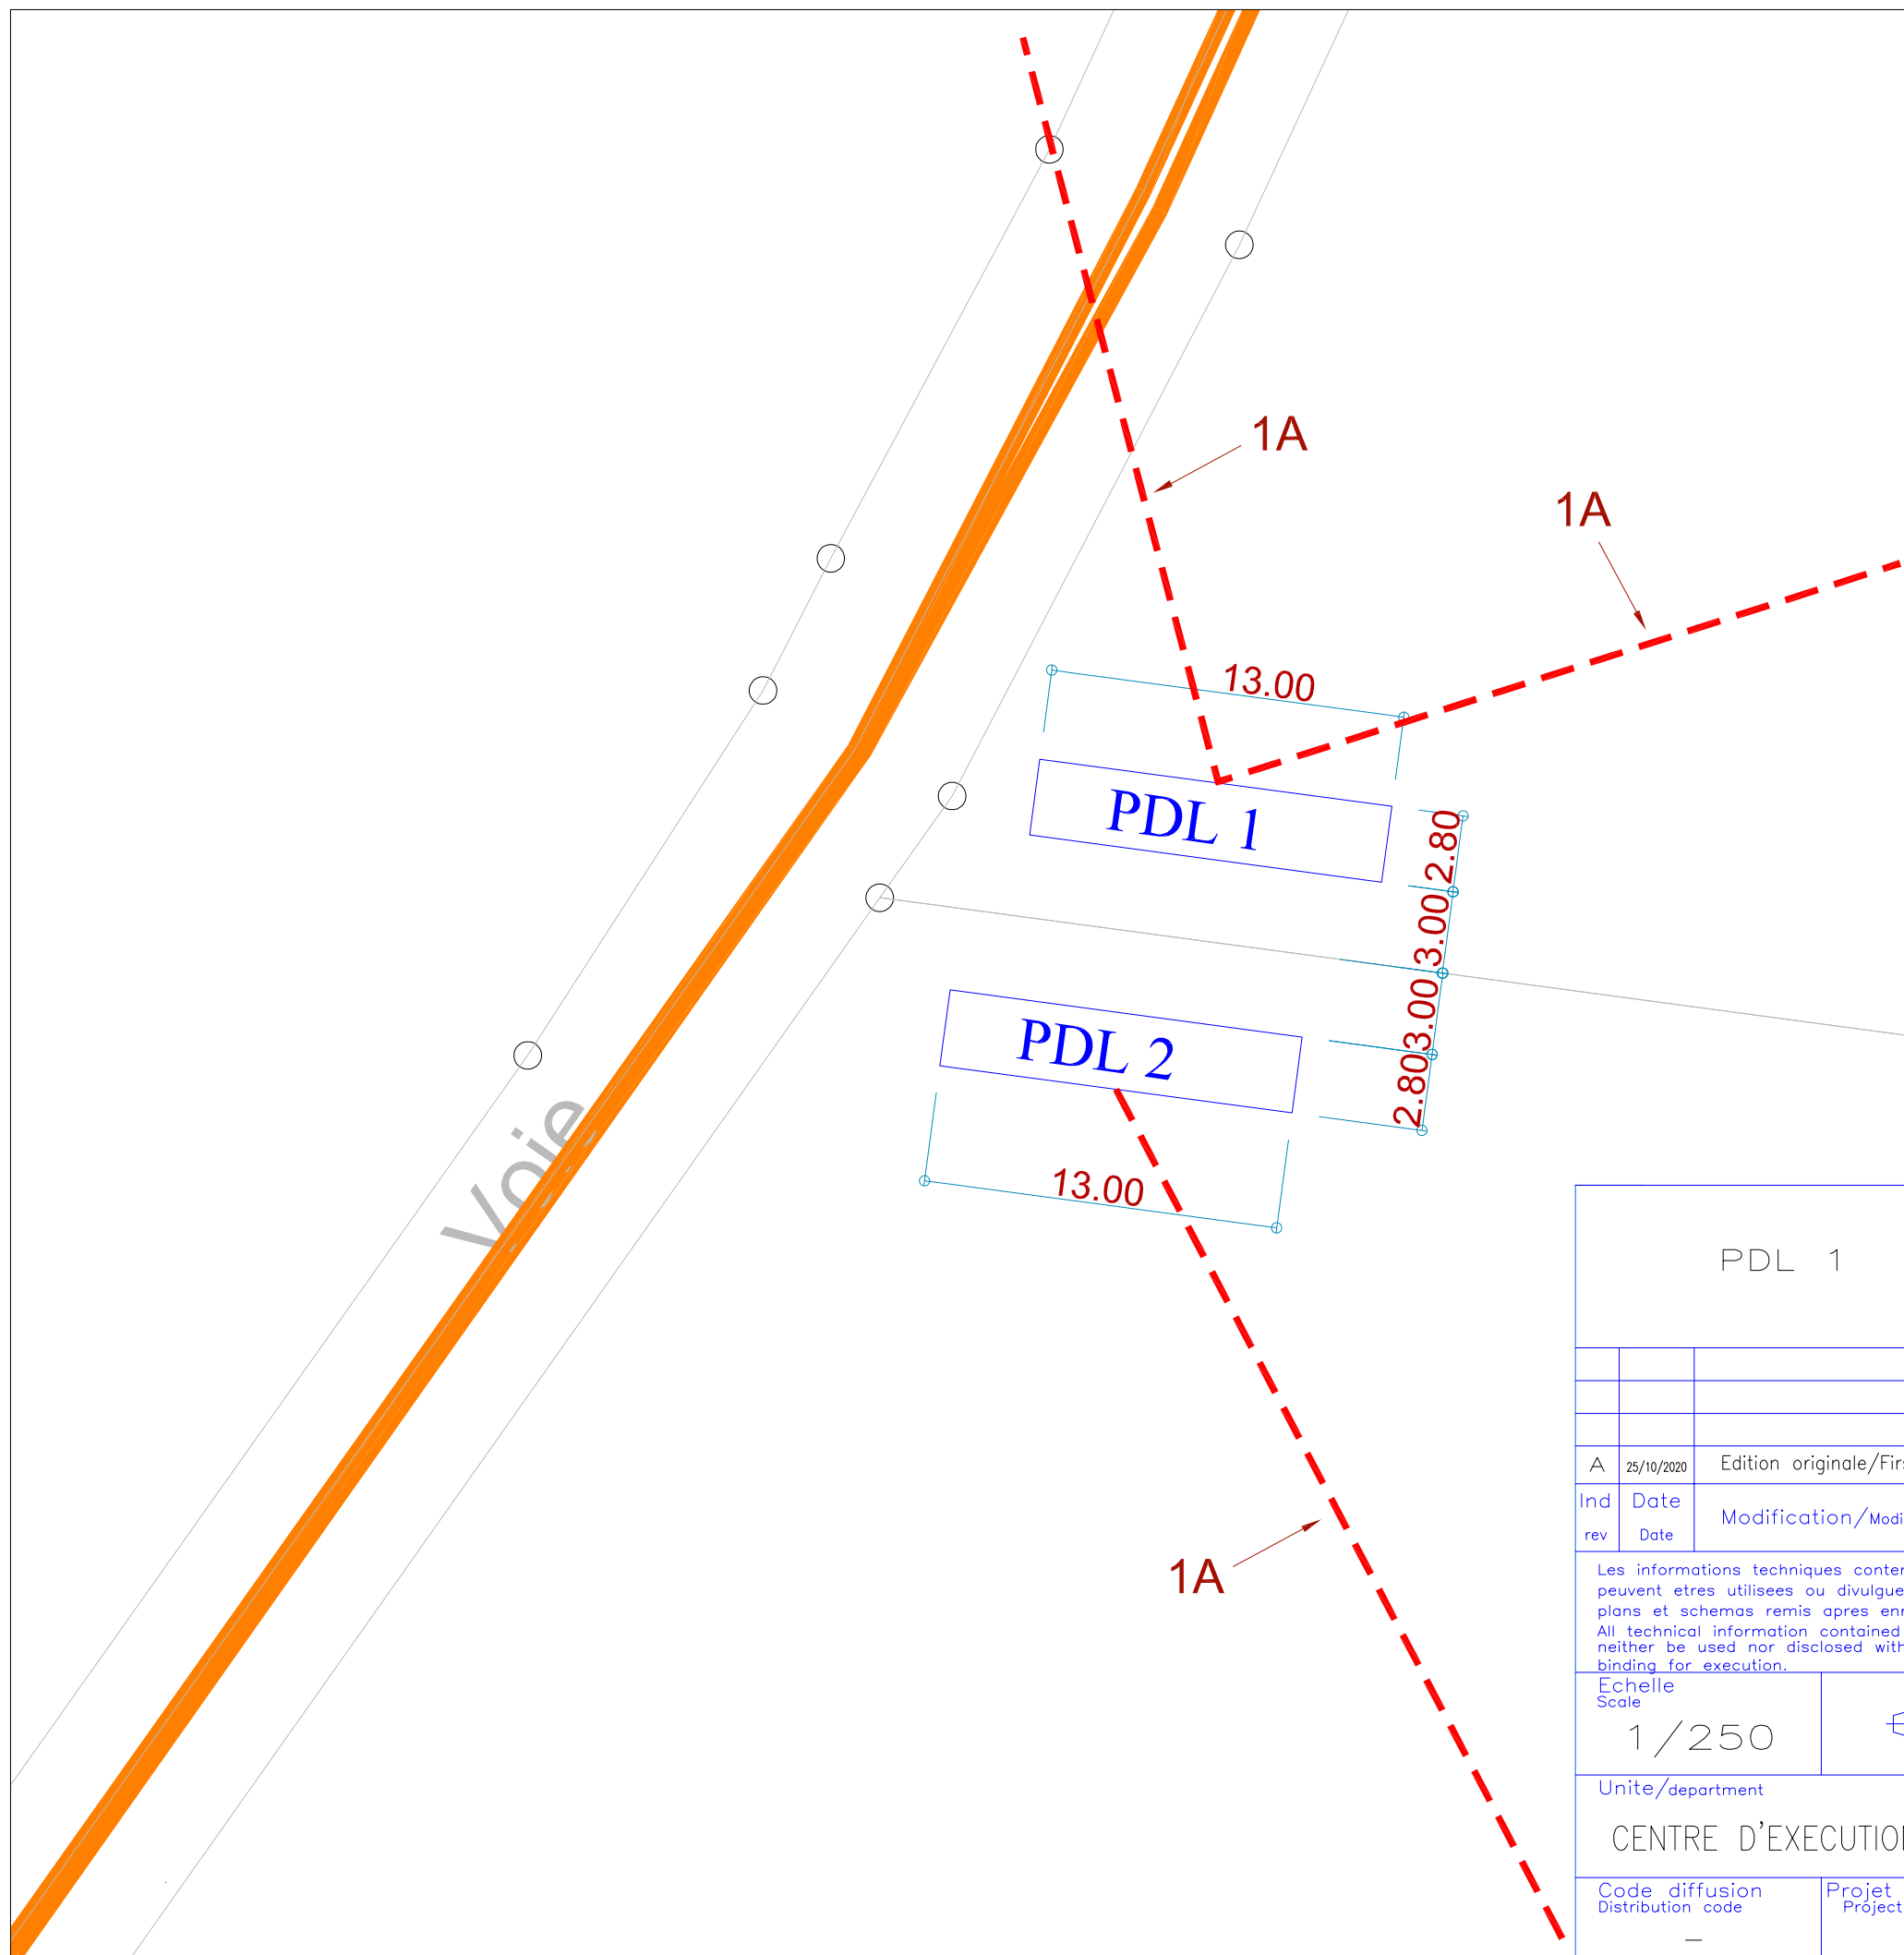 1A
1A
13.00
PDL 1
2.80
3.00
PDL 2
3.00
2.80
Voie
13.00
1A
PDL 1
A 25/10/2020 Edition originale/Firs
Ind Date Modification/Modi
rev Date
Les informations techniques conten
peuvent etres utilisees ou divulgue
plans et schemas remis apres enr
All technical information contained
neither be used nor disclosed with
binding for execution.
Echelle
Scale
1/250
Unite/department
CENTRE D'EXECUTION
Code diffusion Projet
Distribution code Project
–